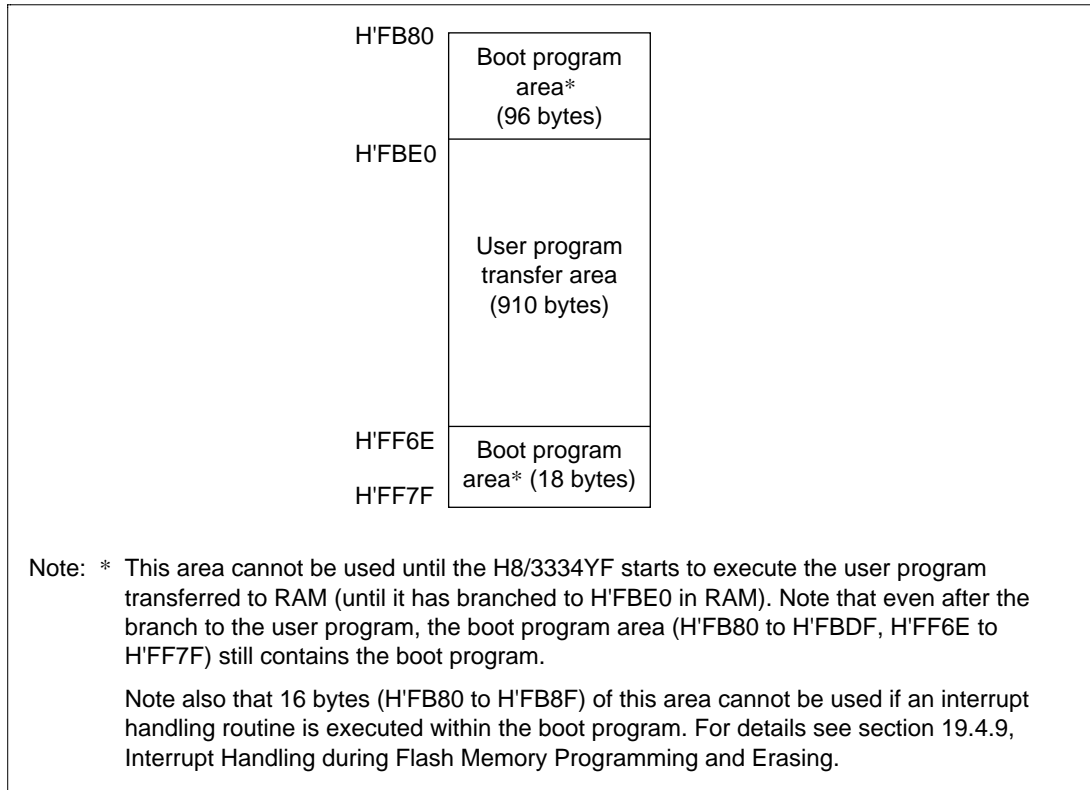 H'FB80
Boot program
area*
(96 bytes)
H'FBE0
User program
transfer area
(910 bytes)
H'FF6E
Boot program
area* (18 bytes)
H'FF7F
Note: * This area cannot be used until the H8/3334YF starts to execute the user program
transferred to RAM (until it has branched to H'FBE0 in RAM). Note that even after the
branch to the user program, the boot program area (H'FB80 to H'FBDF, H'FF6E to
H'FF7F) still contains the boot program.
Note also that 16 bytes (H'FB80 to H'FB8F) of this area cannot be used if an interrupt
handling routine is executed within the boot program. For details see section 19.4.9,
Interrupt Handling during Flash Memory Programming and Erasing.